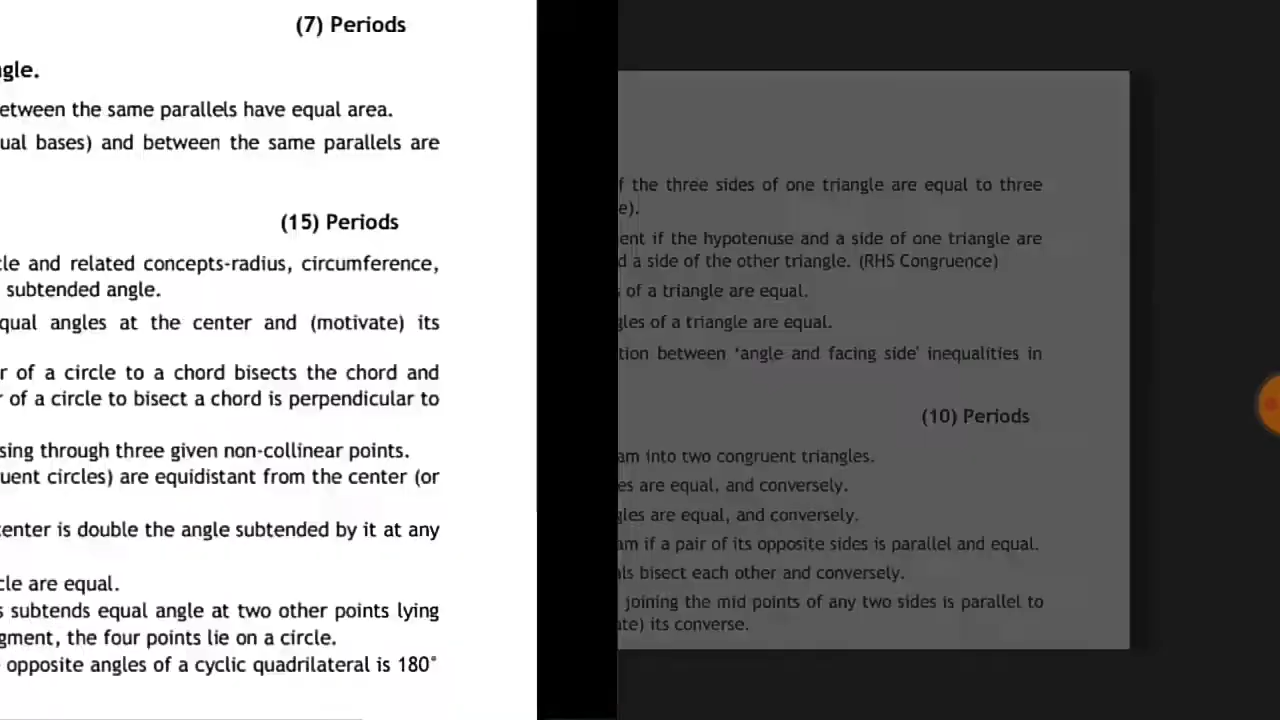 (7) Periods
ngle.
etween the same parallels have equal area.
ual bases) and between the same parallels are
(15) Periods
cle and related concepts-radius, circumference,
subtended angle.
qual angles at the center and (motivate) its
r of a circle to a chord bisects the chord and
r of a circle to bisect a chord is perpendicular to
sing through three given non-collinear points.
uent circles) are equidistant from the center (or
center is double the angle subtended by it at any
cle are equal.
s subtends equal angle at two other points lying
gment, the four points lie on a circle.
opposite angles of a cyclic quadrilateral is 180°
f the three sides of one triangle are equal to three
e).
ent if the hypotenuse and a side of one triangle are
d a side of the other triangle. (RHS Congruence)
s of a triangle are equal.
gles of a triangle are equal.
tion between ‘angle and facing side’ inequalities in
(10) Periods
am into two congruent triangles.
es are equal, and conversely.
gles are equal, and conversely.
am if a pair of its opposite sides is parallel and equal.
als bisect each other and conversely.
joining the mid points of any two sides is parallel to
ate) its converse.